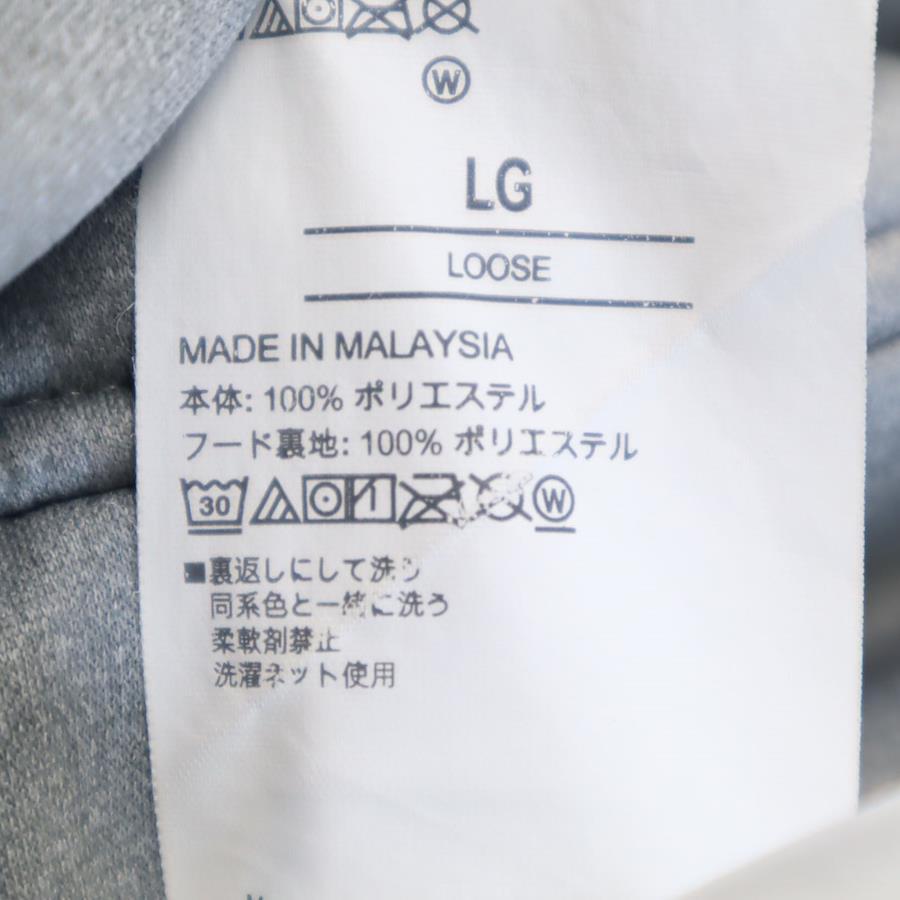 W
LG
LOOSE
MADE IN MALAYSIA
本体: 100% ポリエステル
フード裏地: 100% ポリエステル
30 W
■裏返しにして洗う
同系色と一緒に洗う
柔軟剤禁止
洗濯ネット使用